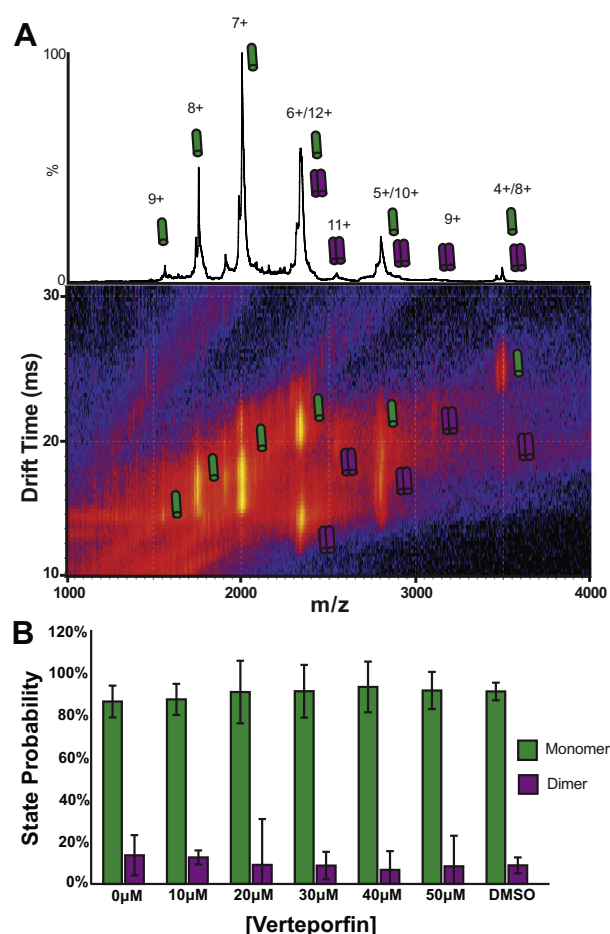 A
7+
100
8+
6+/12+
%
9+
5+/10+
4+/8+
11+
9+
0
30
Drift Time (ms)
20
10
1000
2000
3000
4000
m/z
B
120%
100%
80%
60%
40%
20%
0%
State Probability
Monomer
Dimer
0µM
10µM
20µM
30µM
40µM
50µM
DMSO
[Verteporfin]